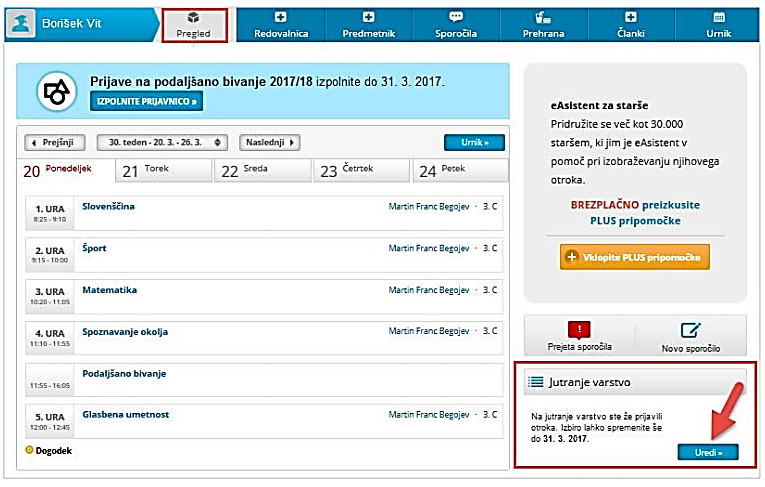 Borišek Vit
Pregled
Redovalnica
Predmetnik
Sporočila
Prehrana
Članki
Urnik
Prijave na podaljšano bivanje 2017/18 izpolnite do 31. 3. 2017.
IZPOLNITE PRIJAVNICO »
Prejšnji
30. teden - 20. 3. - 26. 3.
Naslednji
Urnik »
20 Ponedeljek
21 Torek
22 Sreda
23 Četrtek
24 Petek
1. URA
8:25 - 9:10
Slovenščina
Martin Franc Begojev · 3. C
2. URA
9:15 - 10:00
Šport
Martin Franc Begojev · 3. C
3. URA
10:20 - 11:05
Matematika
Martin Franc Begojev · 3. C
4. URA
11:10 - 11:55
Spoznavanje okolja
Martin Franc Begojev · 3. C
11:55 - 16:05
Podaljšano bivanje
5. URA
12:00 - 12:45
Glasbena umetnost
Martin Franc Begojev · 3. C
Dogodek
eAsistent za starše
Pridružite se več kot 30.000
staršem, ki jim je eAsistent v
pomoč pri izobraževanju njihovega
otroka.
BREZPLAČNO preizkusite
PLUS pripomočke
Vklopite PLUS pripomočke
Prejeta sporočila
Novo sporočilo
Jutranje varstvo
Na jutranje varstvo ste že prijavili
otroka. Izbiro lahko spremenite še
do 31. 3. 2017.
Uredi »